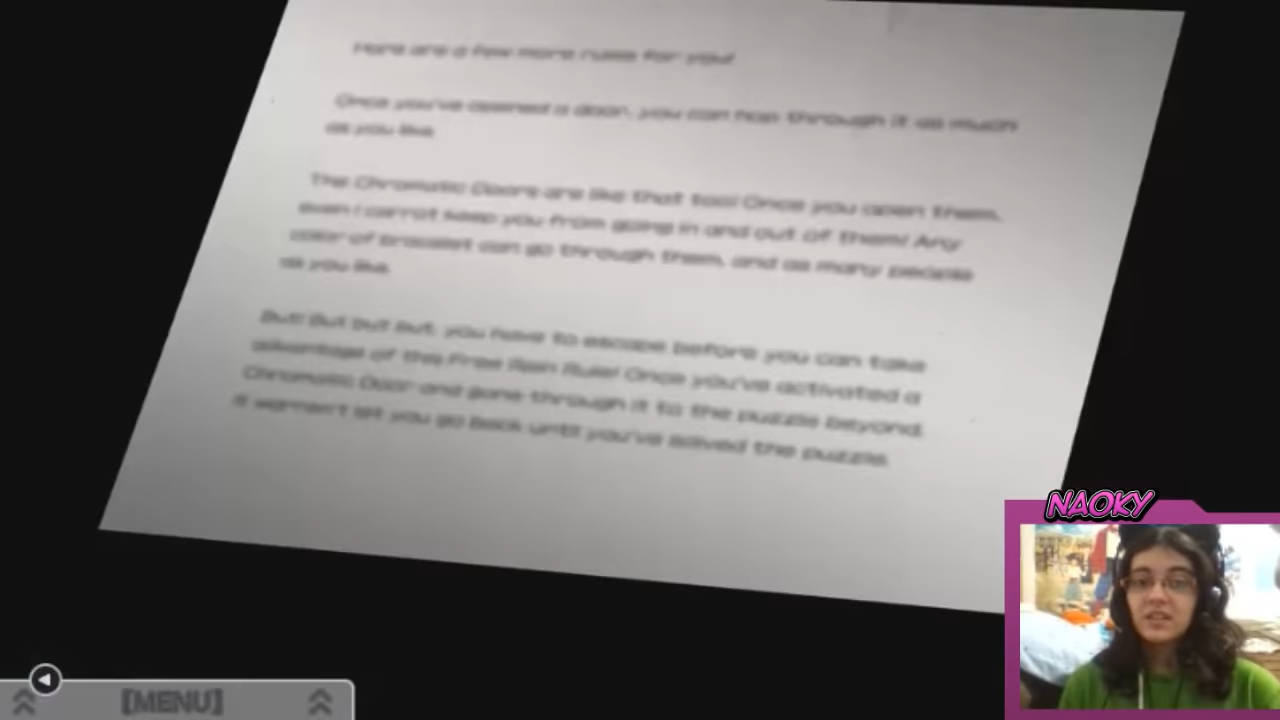 Here are a few more rules for you!
Once you've opened a door, you can hop through it as much
as you like.
The Chromatic Doors are like that too! Once you open them,
even I cannot keep you from going in and out of them! Any
color of bracelet can go through them, and as many people
as you like.
But! But but but, you have to escape before you can take
advantage of this Free Rein Rule! Once you've activated a
Chromatic Door and gone through it to the puzzle beyond,
it warren't let you go back until you've solved the puzzle.
[MENU]
NAOKY